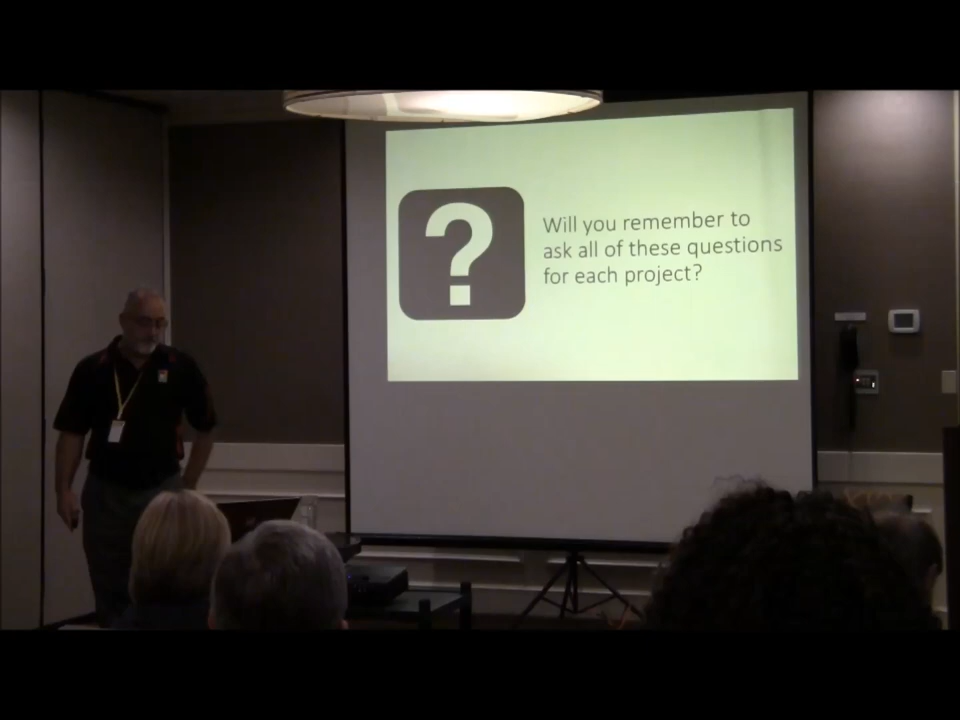 ?
Will you remember to
ask all of these questions
for each project?